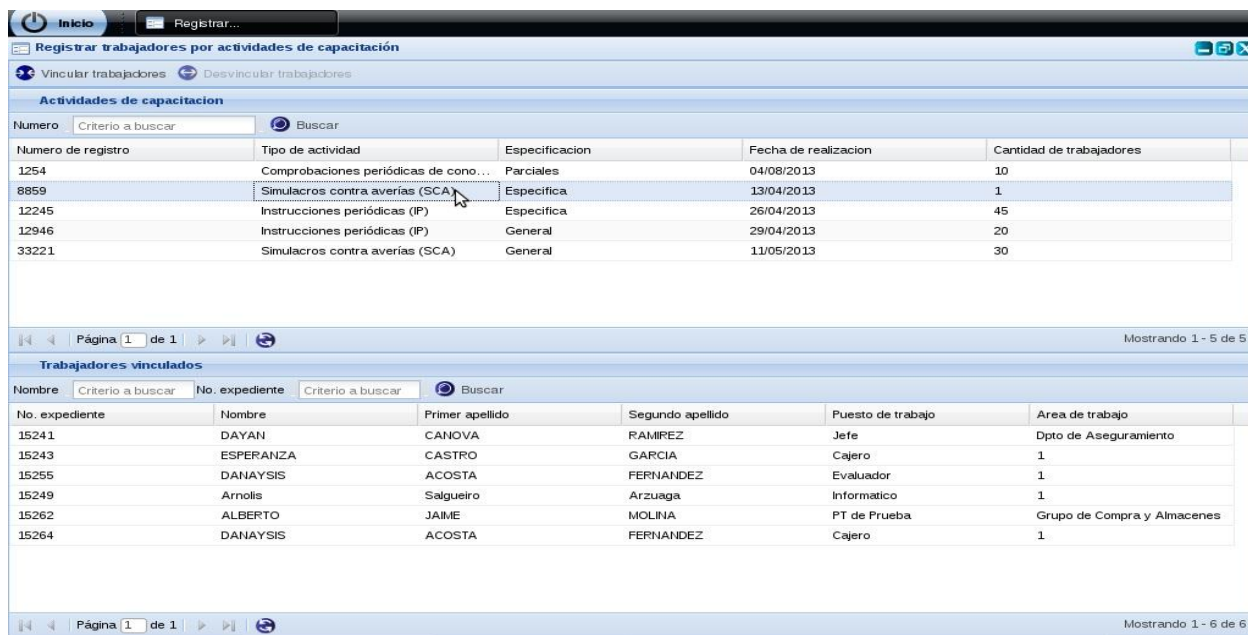 Inicio Registrar...
Registrar trabajadores por actividades de capacitación
Vincular trabajadores Desvincular trabajadores
Actividades de capacitacion
Numero Criterio a buscar Buscar
Numero de registro Tipo de actividad Especificacion Fecha de realizacion Cantidad de trabajadores
1254 Comprobaciones periódicas de cono... Parciales 04/08/2013 10
8859 Simulacros contra averías (SCA) Especifica 13/04/2013 1
12245 Instrucciones periódicas (IP) Especifica 26/04/2013 45
12946 Instrucciones periódicas (IP) General 29/04/2013 20
33221 Simulacros contra averías (SCA) General 11/05/2013 30
Página 1 de 1 Mostrando 1 - 5 de 5
Trabajadores vinculados
Nombre Criterio a buscar No. expediente Criterio a buscar Buscar
No. expediente Nombre Primer apellido Segundo apellido Puesto de trabajo Area de trabajo
15241 DAYAN CANOVA RAMIREZ Jefe Dpto de Aseguramiento
15243 ESPERANZA CASTRO GARCIA Cajero 1
15255 DANAYSIS ACOSTA FERNANDEZ Evaluador 1
15249 Arnolis Salgueiro Arzuaga Informatico 1
15262 ALBERTO JAIME MOLINA PT de Prueba Grupo de Compra y Almacenes
15264 DANAYSIS ACOSTA FERNANDEZ Cajero 1
Página 1 de 1 Mostrando 1 - 6 de 6